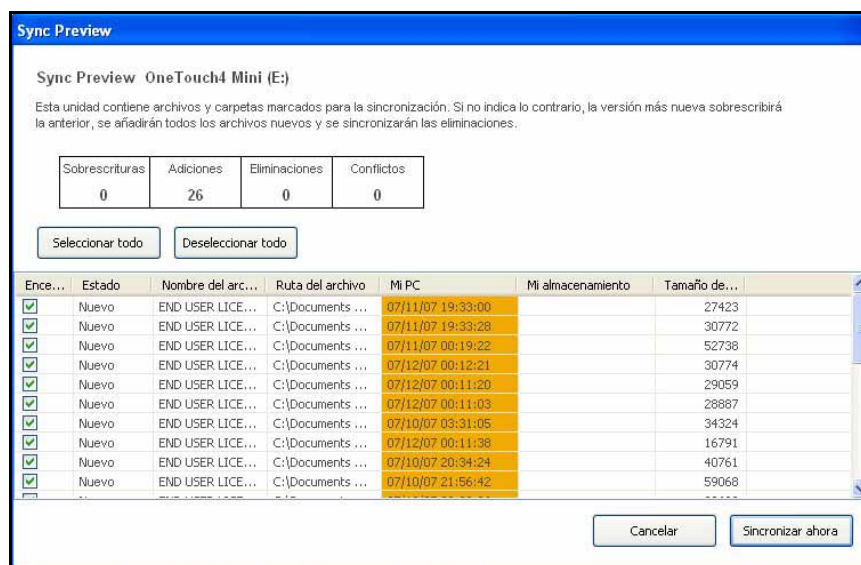 Sync Preview
Sync Preview OneTouch4 Mini (E:)
Esta unidad contiene archivos y carpetas marcados para la sincronización. Si no indica lo contrario, la versión más nueva sobrescribirá
la anterior, se añadirán todos los archivos nuevos y se sincronizarán las eliminaciones.
Sobrescrituras Adiciones Eliminaciones Conflictos
0 26 0 0
Seleccionar todo Deseleccionar todo
Ence... Estado Nombre del arc... Ruta del archivo Mi PC Mi almacenamiento Tamaño de...
Nuevo END USER LICE... C:\Documents ... 07/11/07 19:33:00 27423
Nuevo END USER LICE... C:\Documents ... 07/11/07 19:33:28 30772
Nuevo END USER LICE... C:\Documents ... 07/11/07 00:19:22 52738
Nuevo END USER LICE... C:\Documents ... 07/12/07 00:12:21 30774
Nuevo END USER LICE... C:\Documents ... 07/12/07 00:11:20 29059
Nuevo END USER LICE... C:\Documents ... 07/12/07 00:11:03 28887
Nuevo END USER LICE... C:\Documents ... 07/10/07 03:31:05 34324
Nuevo END USER LICE... C:\Documents ... 07/12/07 00:11:38 16791
Nuevo END USER LICE... C:\Documents ... 07/10/07 20:34:24 40761
Nuevo END USER LICE... C:\Documents ... 07/10/07 21:56:42 59068
Cancelar Sincronizar ahora